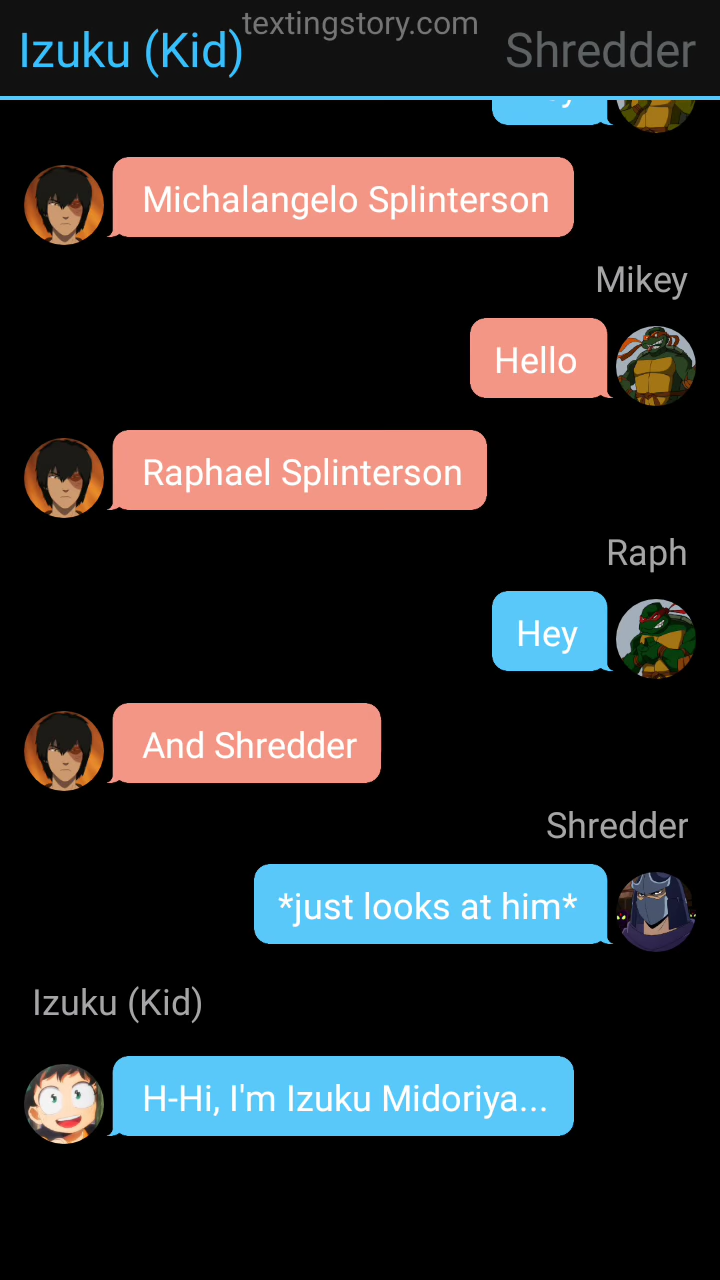 textingstory.com
Izuku (Kid)
Shredder
Michalangelo Splinterson
Mikey
Hello
Raphael Splinterson
Raph
Hey
And Shredder
Shredder
*just looks at him*
Izuku (Kid)
H-Hi, I'm Izuku Midoriya...